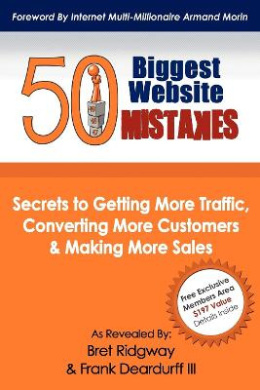 Foreword By Internet Multi-Millionaire Armand Morin
50 Biggest
Website
MISTAKES
Secrets to Getting More Traffic,
Converting More Customers
& Making More Sales
Free Exclusive
Members Area
$197 Value
Details Inside
As Revealed By:
Bret Ridgway
& Frank Deardurff III